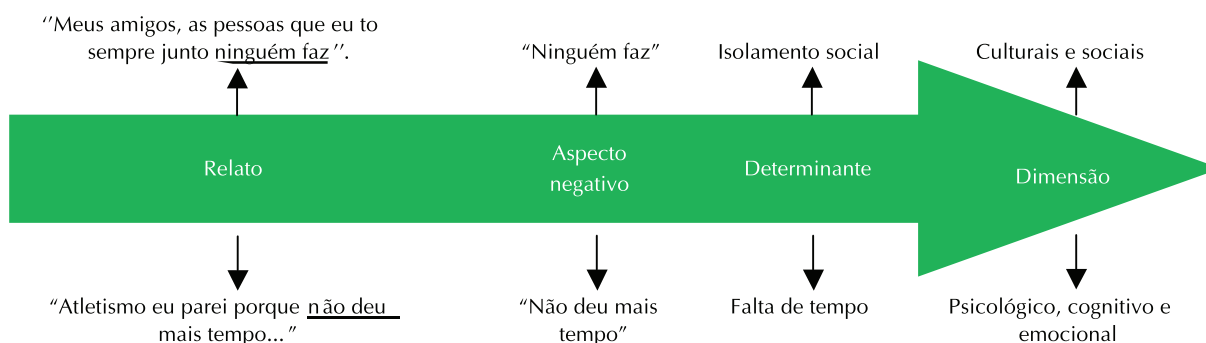 ‘’Meus amigos, as pessoas que eu to
sempre junto ninguém faz ’’.
“Ninguém faz”
Isolamento social
Culturais e sociais
Relato
Aspecto
negativo
Determinante
Dimensão
“Atletismo eu parei porque não deu
mais tempo... ”
“Não deu mais
tempo”
Falta de tempo
Psicológico, cognitivo e
emocional